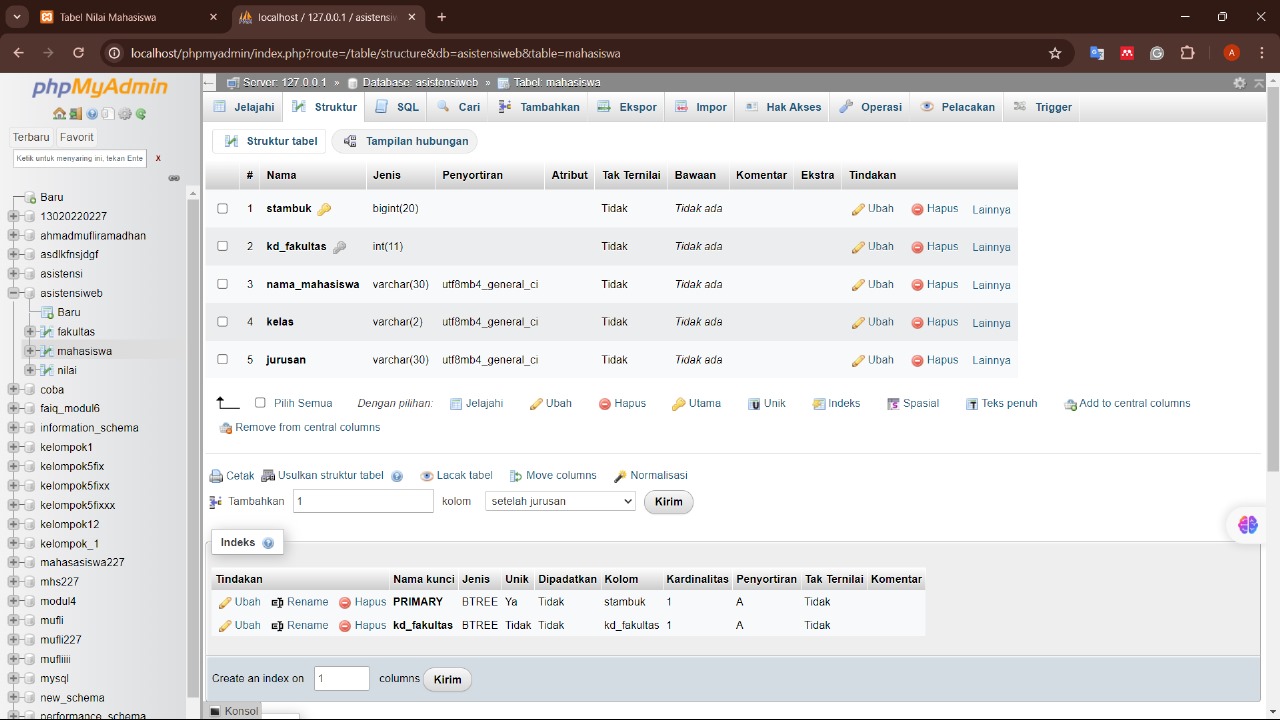 Tabel Nilai Mahasiswa
localhost / 127.0.0.1 / asistensiw
localhost/phpmyadmin/index.php?route=/table/structure&db=asistensiweb&table=mahasiswa
A
phpMyAdmin
Terbaru Favorit
Ketik untuk menyaring ini, tekan Ente X
Baru
13020220227
ahmadmufliramadhan
asdlkfnsjdgf
asistensi
asistensiweb
Baru
fakultas
mahasiswa
nilai
coba
faiq_modul6
information_schema
kelompok1
kelompok5fix
kelompok5fixx
kelompok5fixxx
kelompok12
kelompok_1
mahasasiswa227
mhs227
modul4
mufli
mufli227
mufliiii
mysql
new_schema
performance_schema
Server: 127.0.0.1 » Database: asistensiweb » Tabel: mahasiswa
Jelajahi Struktur SQL Cari Tambahkan Ekspor Impor Hak Akses Operasi Pelacakan Trigger
Struktur tabel Tampilan hubungan
# Nama Jenis Penyortiran Atribut Tak Ternilai Bawaan Komentar Ekstra Tindakan
1 stambuk bigint(20) Tidak Tidak ada Ubah Hapus Lainnya
2 kd_fakultas int(11) Tidak Tidak ada Ubah Hapus Lainnya
3 nama_mahasiswa varchar(30) utf8mb4_general_ci Tidak Tidak ada Ubah Hapus Lainnya
4 kelas varchar(2) utf8mb4_general_ci Tidak Tidak ada Ubah Hapus Lainnya
5 jurusan varchar(30) utf8mb4_general_ci Tidak Tidak ada Ubah Hapus Lainnya
Pilih Semua Dengan pilihan: Jelajahi Ubah Hapus Utama Unik Indeks Spasial Teks penuh Add to central columns
Remove from central columns
Cetak Usulkan struktur tabel Lacak tabel Move columns Normalisasi
Tambahkan 1 kolom setelah jurusan Kirim
Indeks
Tindakan Nama kunci Jenis Unik Dipadatkan Kolom Kardinalitas Penyortiran Tak Ternilai Komentar
Ubah Rename Hapus PRIMARY BTREE Ya Tidak stambuk 1 A Tidak
Ubah Rename Hapus kd_fakultas BTREE Tidak Tidak kd_fakultas 1 A Tidak
Create an index on 1 columns Kirim
Konsol